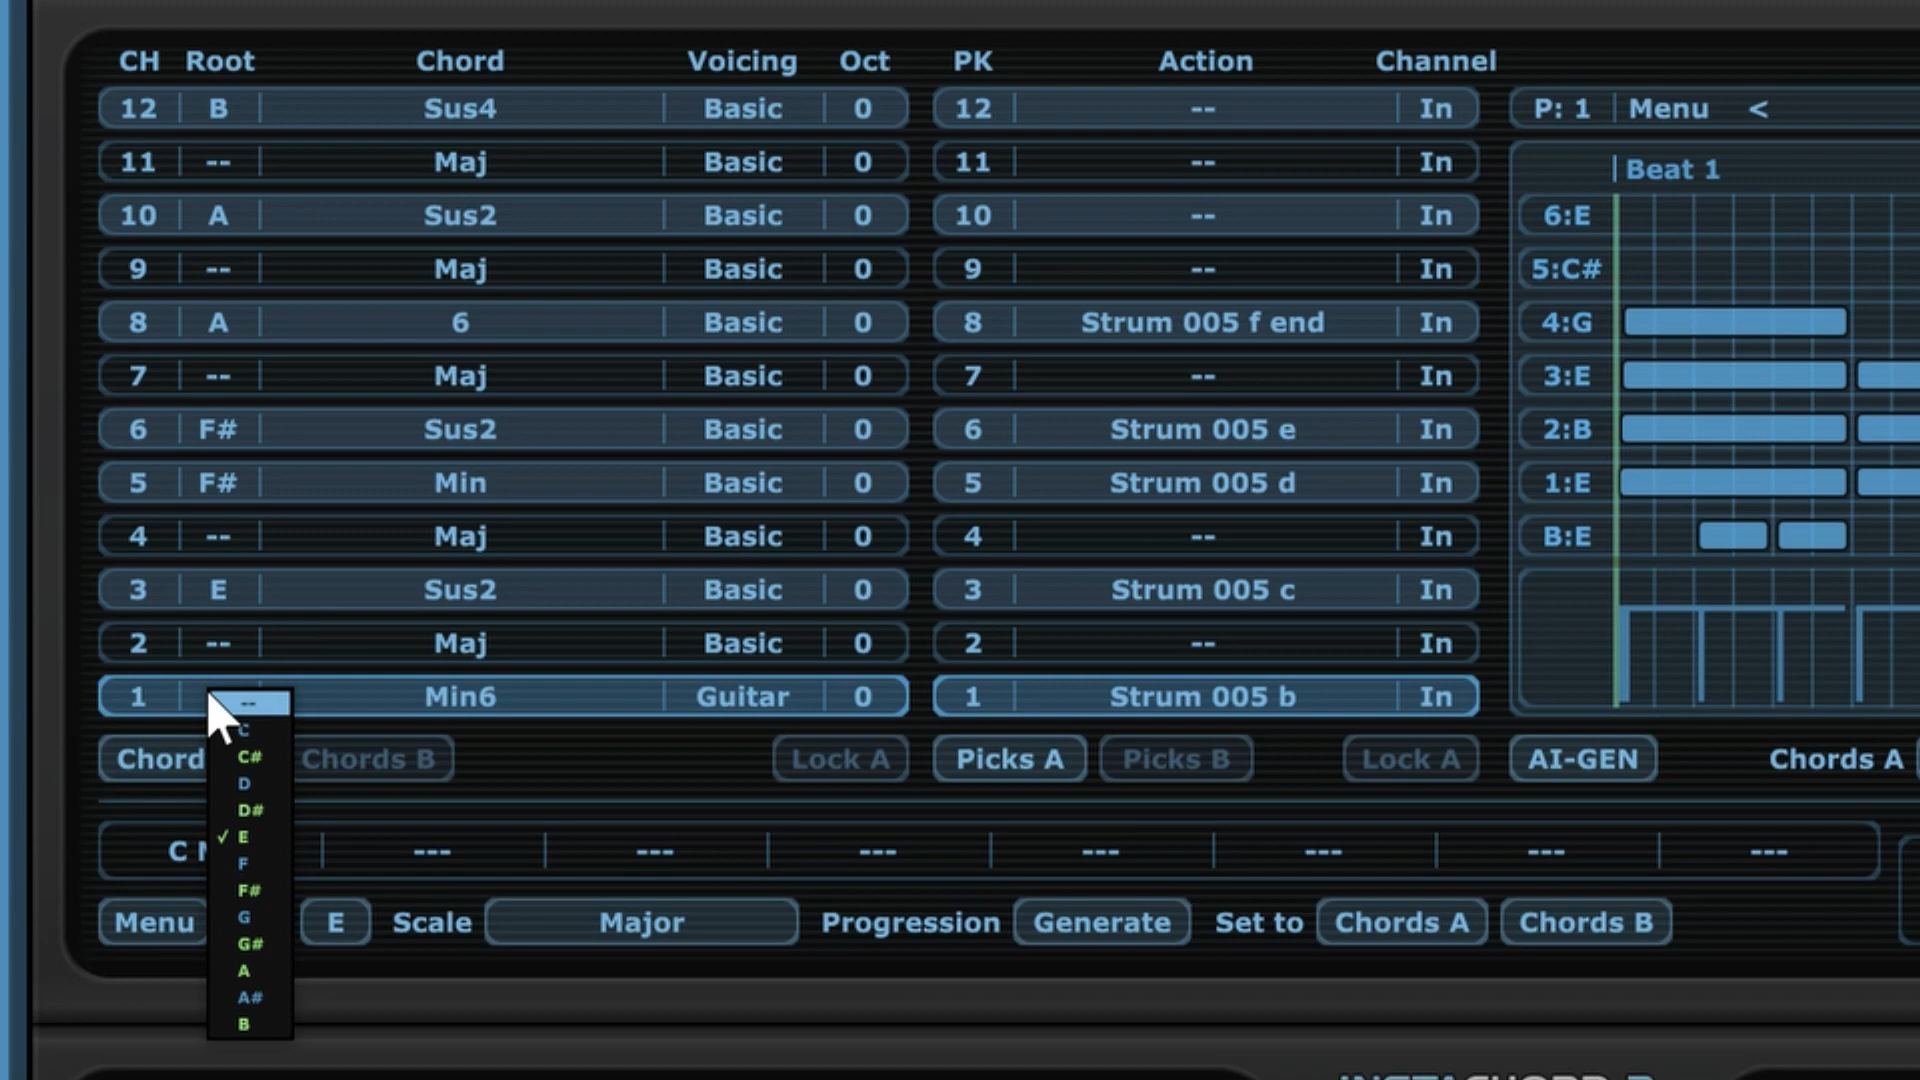 CH Root Chord Voicing Oct PK Action Channel
12 B Sus4 Basic 0 12 -- In P: 1 Menu <
11 -- Maj Basic 0 11 -- In Beat 1
10 A Sus2 Basic 0 10 -- In 6:E
9 -- Maj Basic 0 9 -- In 5:C#
8 A 6 Basic 0 8 Strum 005 f end In 4:G
7 -- Maj Basic 0 7 -- In 3:E
6 F# Sus2 Basic 0 6 Strum 005 e In 2:B
5 F# Min Basic 0 5 Strum 005 d In 1:E
4 -- Maj Basic 0 4 -- In B:E
3 E Sus2 Basic 0 3 Strum 005 c In
2 -- Maj Basic 0 2 -- In
1 Min6 Guitar 0 1 Strum 005 b In
Chord Chords B Lock A Picks A Picks B Lock A AI-GEN Chords A
--
C
C#
D
D#
✓ E
F
F#
G
G#
A
A#
B
C --- --- --- --- --- --- ---
Menu E Scale Major Progression Generate Set to Chords A Chords B